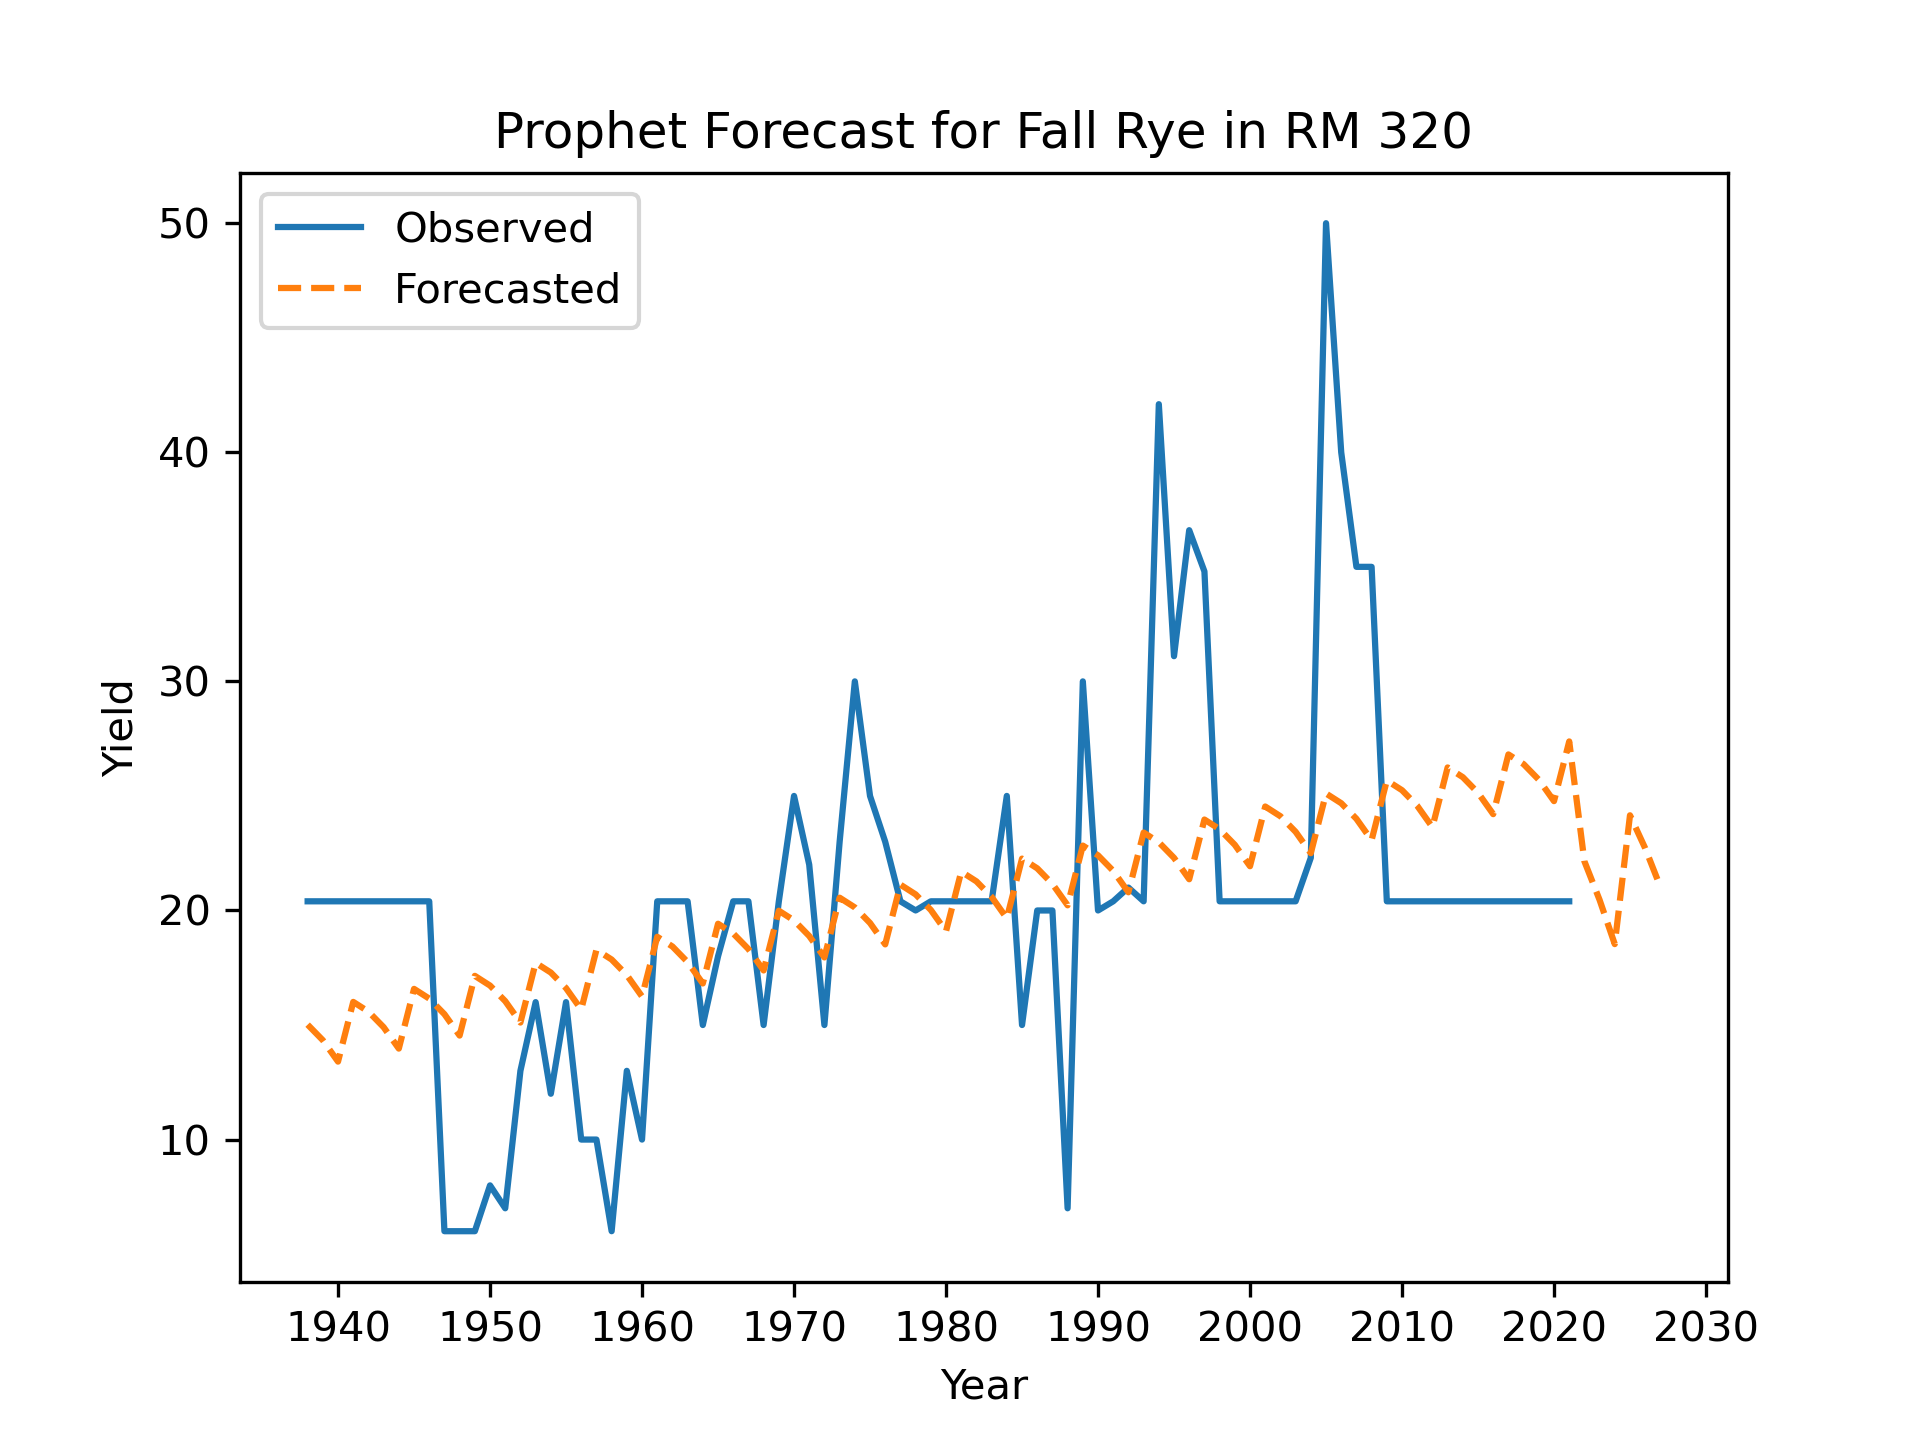 Prophet Forecast for Fall Rye in RM 320
Observed
Forecasted
50
40
30
20
10
Yield
1940 1950 1960 1970 1980 1990 2000 2010 2020 2030
Year